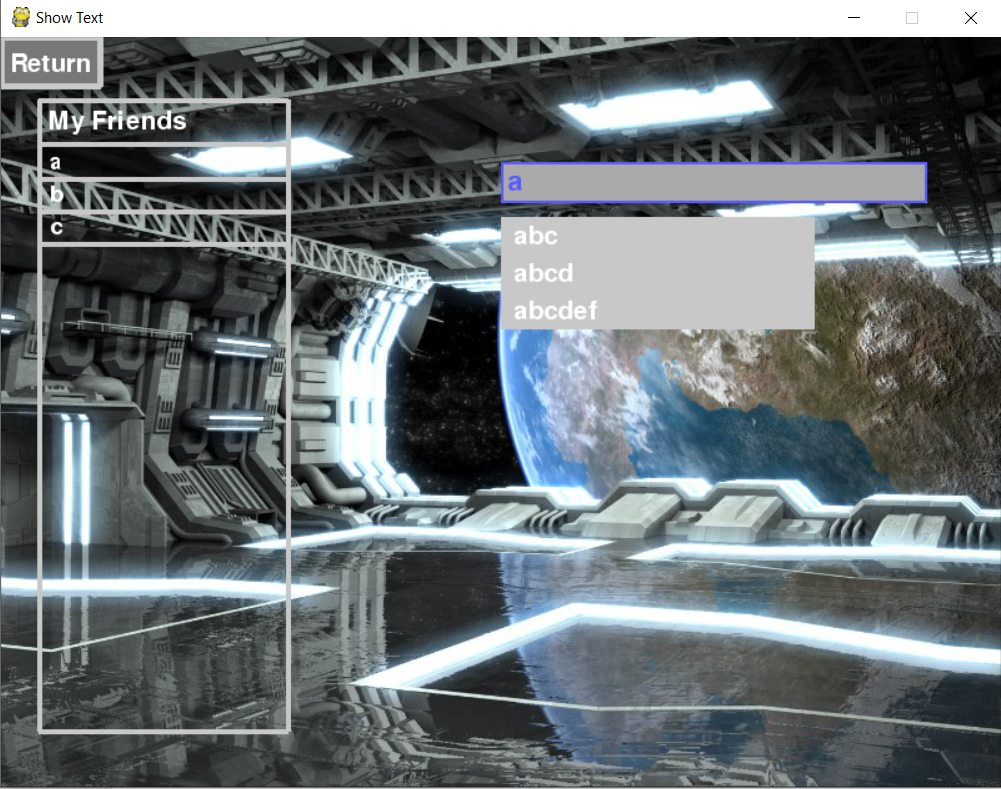 Show Text
Return
My Friends
a
b
c
a
abc
abcd
abcdef